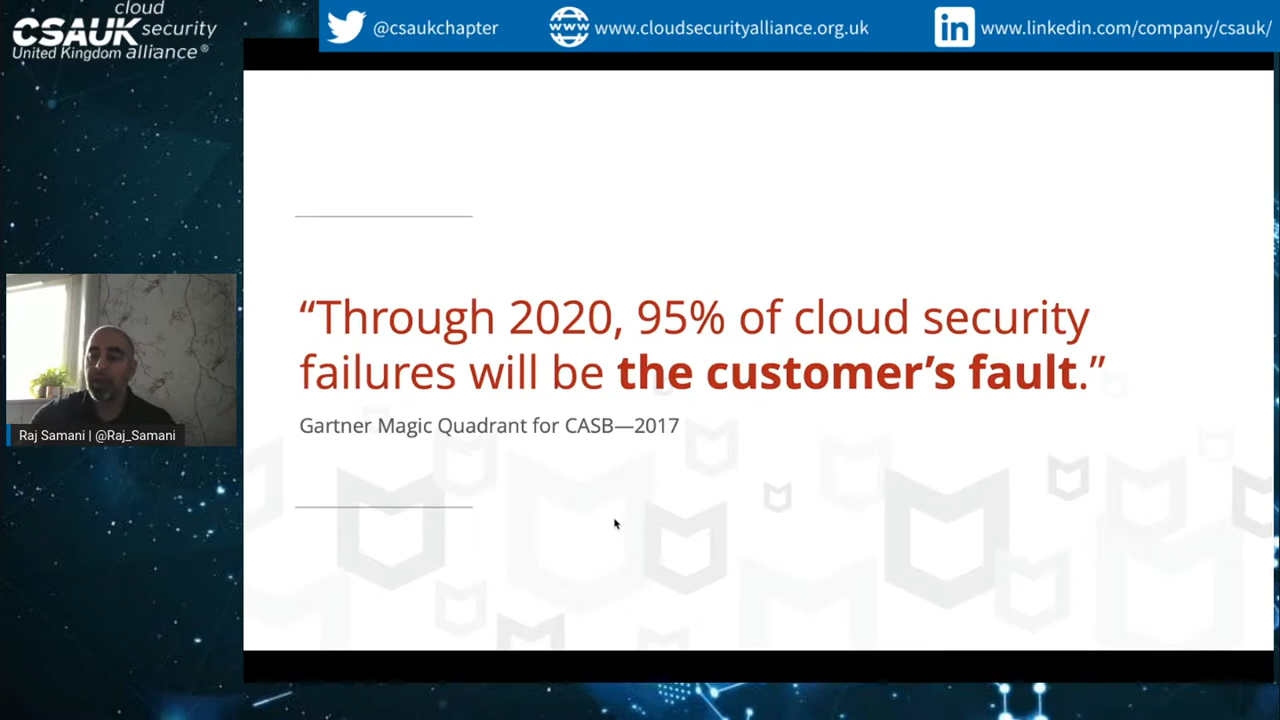 cloud
CSAUK security
United Kingdom alliance®
@csaukchapter
www.cloudsecurityalliance.org.uk
in www.linkedin.com/company/csauk/
“Through 2020, 95% of cloud security
failures will be the customer’s fault.”
Gartner Magic Quadrant for CASB—2017
Raj Samani | @Raj_Samani